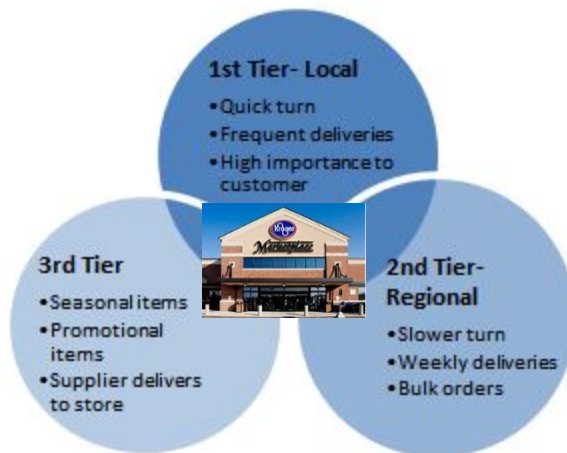 1st Tier- Local
•Quick turn
•Frequent deliveries
•High importance to
customer
Kroger
Marketplace
3rd Tier
•Seasonal items
•Promotional
items
•Supplier delivers
to store
2nd Tier-
Regional
•Slower turn
•Weekly deliveries
•Bulk orders